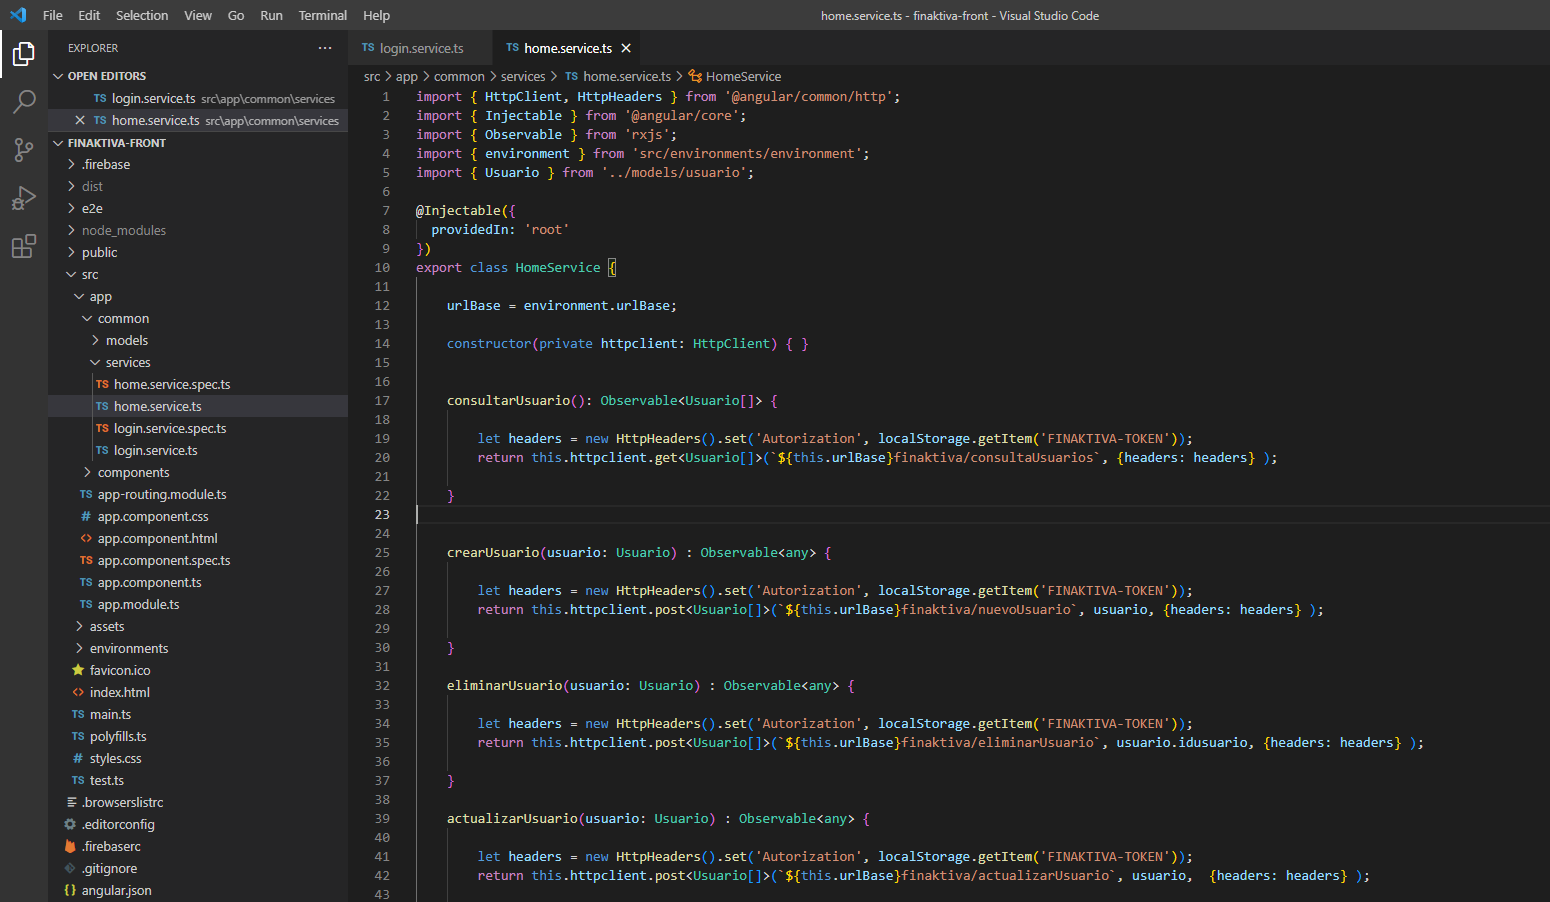 File Edit Selection View Go Run Terminal Help
home.service.ts - finaktiva-front - Visual Studio Code
EXPLORER ...
OPEN EDITORS
TS login.service.ts src\app\common\services
TS home.service.ts src\app\common\services
FINAKTIVA-FRONT
.firebase
dist
e2e
node_modules
public
src
app
common
models
services
TS home.service.spec.ts
TS home.service.ts
TS login.service.spec.ts
TS login.service.ts
components
TS app-routing.module.ts
# app.component.css
<> app.component.html
TS app.component.spec.ts
TS app.component.ts
TS app.module.ts
assets
environments
favicon.ico
<> index.html
TS main.ts
TS polyfills.ts
# styles.css
TS test.ts
.browserslistrc
.editorconfig
.firebaserc
.gitignore
{} angular.json
TS login.service.ts
TS home.service.ts
src > app > common > services > TS home.service.ts > HomeService
1 import { HttpClient, HttpHeaders } from '@angular/common/http';
2 import { Injectable } from '@angular/core';
3 import { Observable } from 'rxjs';
4 import { environment } from 'src/environments/environment';
5 import { Usuario } from '../models/usuario';
6
7 @Injectable({
8 providedIn: 'root'
9 })
10 export class HomeService {
11
12 urlBase = environment.urlBase;
13
14 constructor(private httpclient: HttpClient) { }
15
16
17 consultarUsuario(): Observable<Usuario[]> {
18
19 let headers = new HttpHeaders().set('Autorization', localStorage.getItem('FINAKTIVA-TOKEN'));
20 return this.httpclient.get<Usuario[]>(`${this.urlBase}finaktiva/consultaUsuarios`, {headers: headers} );
21
22 }
23
24
25 crearUsuario(usuario: Usuario) : Observable<any> {
26
27 let headers = new HttpHeaders().set('Autorization', localStorage.getItem('FINAKTIVA-TOKEN'));
28 return this.httpclient.post<Usuario[]>(`${this.urlBase}finaktiva/nuevoUsuario`, usuario, {headers: headers} );
29
30 }
31
32 eliminarUsuario(usuario: Usuario) : Observable<any> {
33
34 let headers = new HttpHeaders().set('Autorization', localStorage.getItem('FINAKTIVA-TOKEN'));
35 return this.httpclient.post<Usuario[]>(`${this.urlBase}finaktiva/eliminarUsuario`, usuario.idusuario, {headers: headers} );
36
37 }
38
39 actualizarUsuario(usuario: Usuario) : Observable<any> {
40
41 let headers = new HttpHeaders().set('Autorization', localStorage.getItem('FINAKTIVA-TOKEN'));
42 return this.httpclient.post<Usuario[]>(`${this.urlBase}finaktiva/actualizarUsuario`, usuario,  {headers: headers} );
43